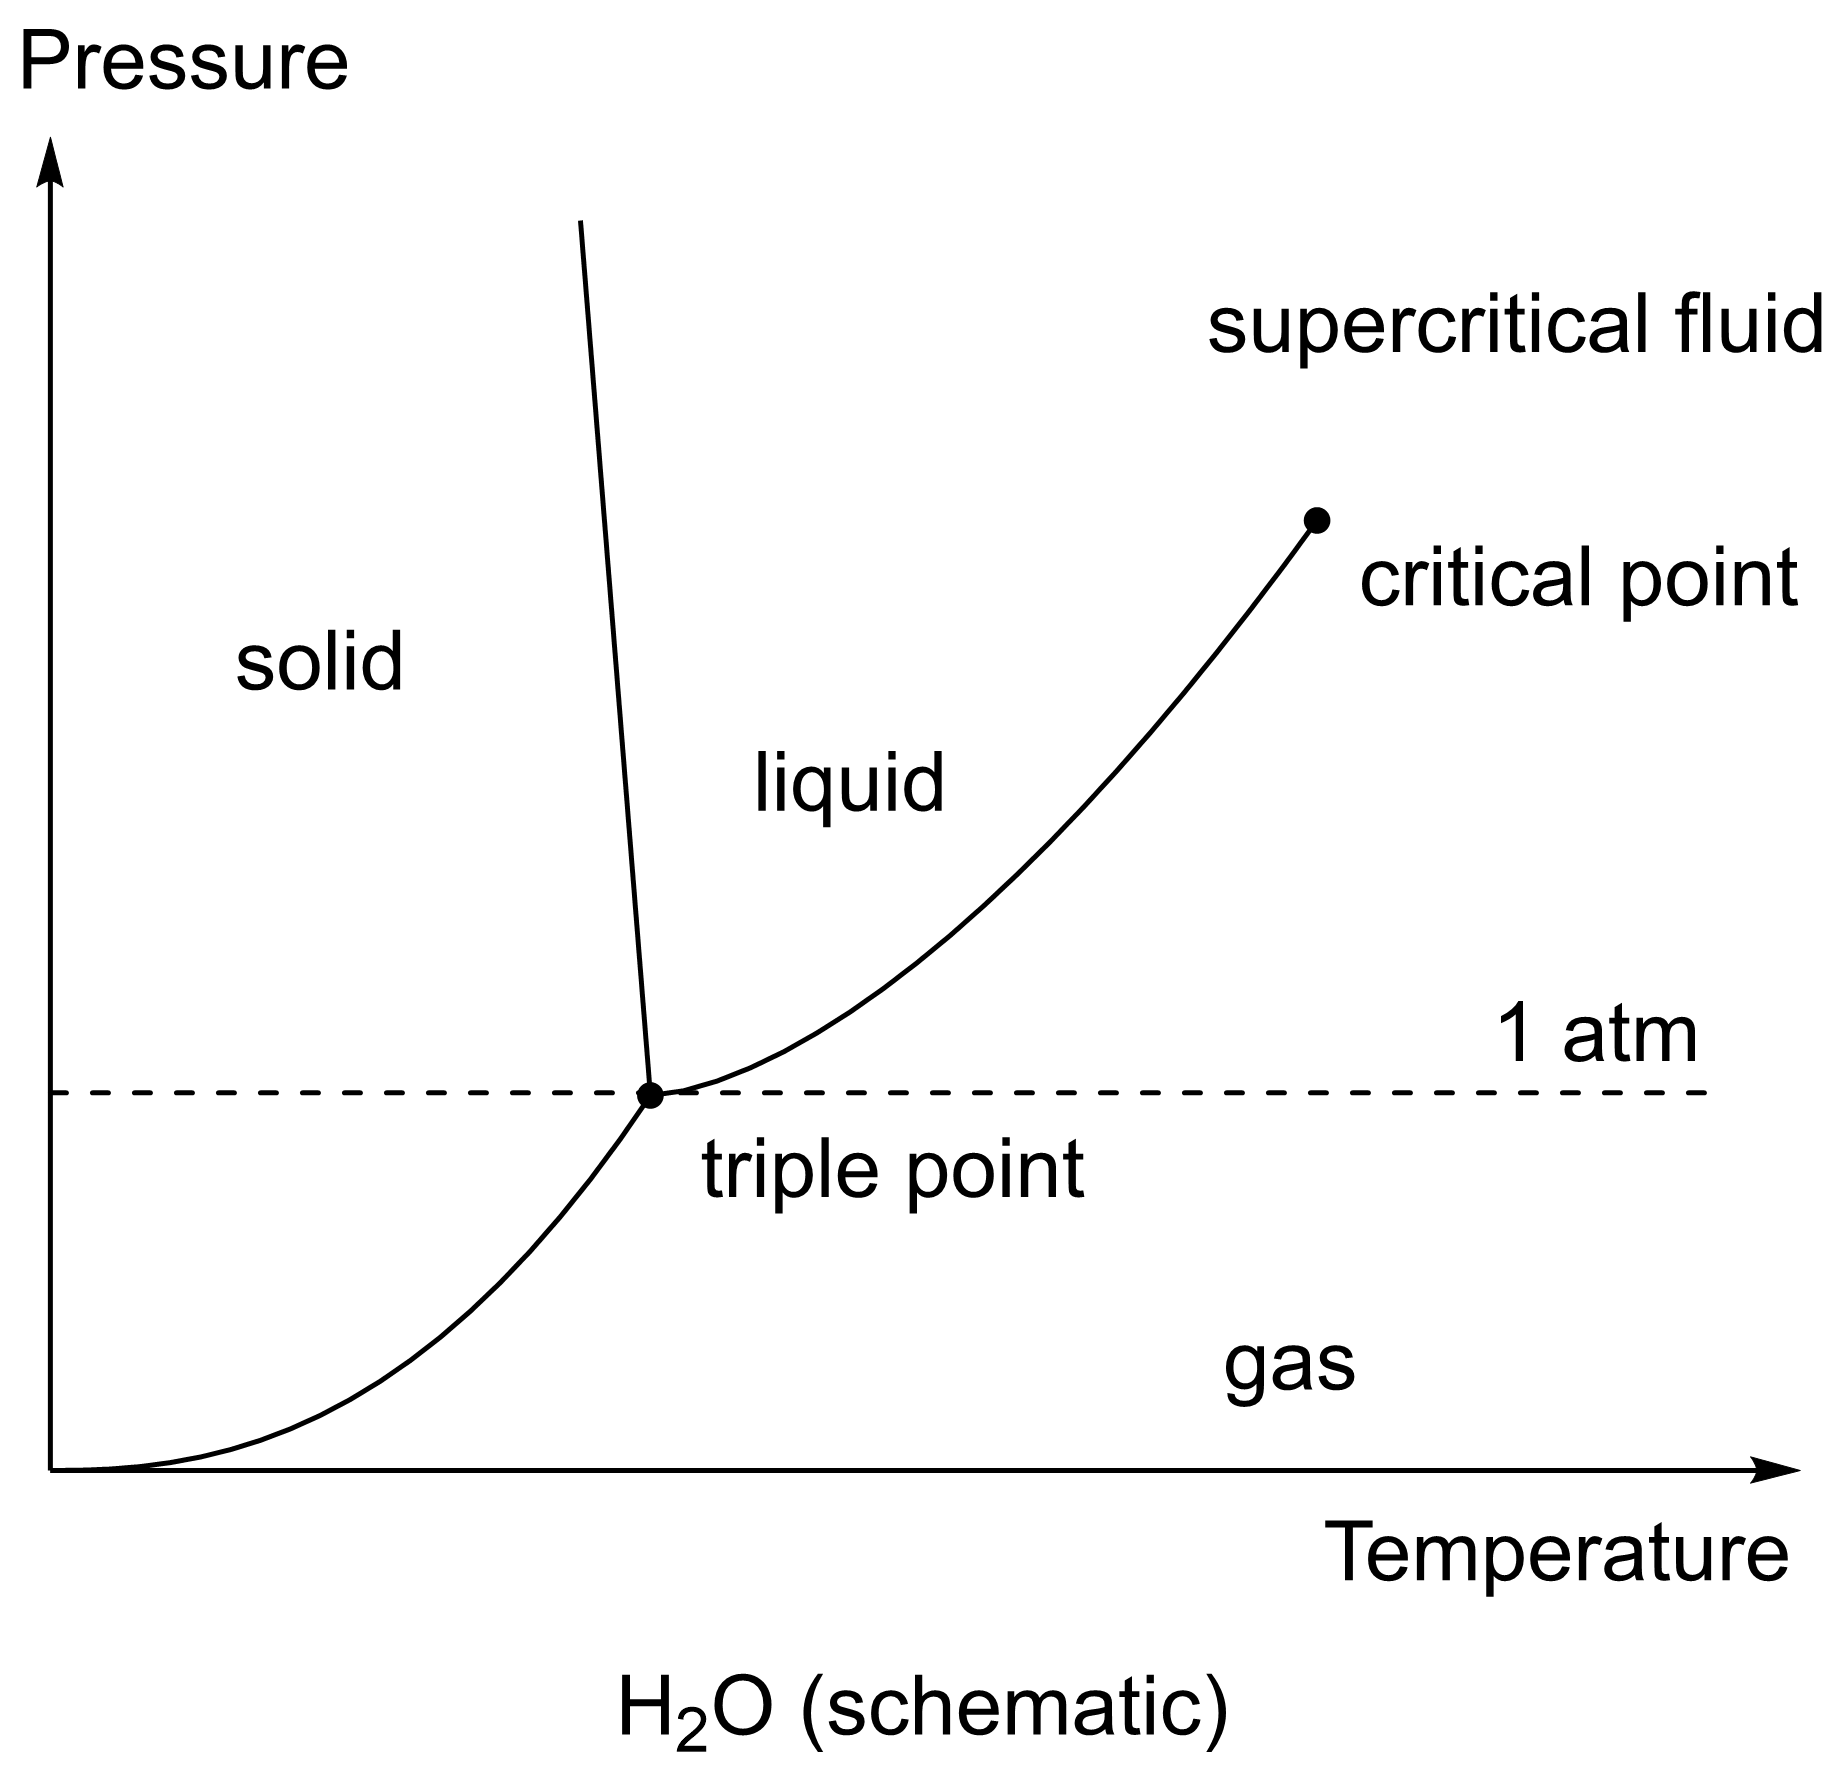 Pressure
supercritical fluid
critical point
solid
liquid
1 atm
triple point
gas
Temperature
H₂O (schematic)